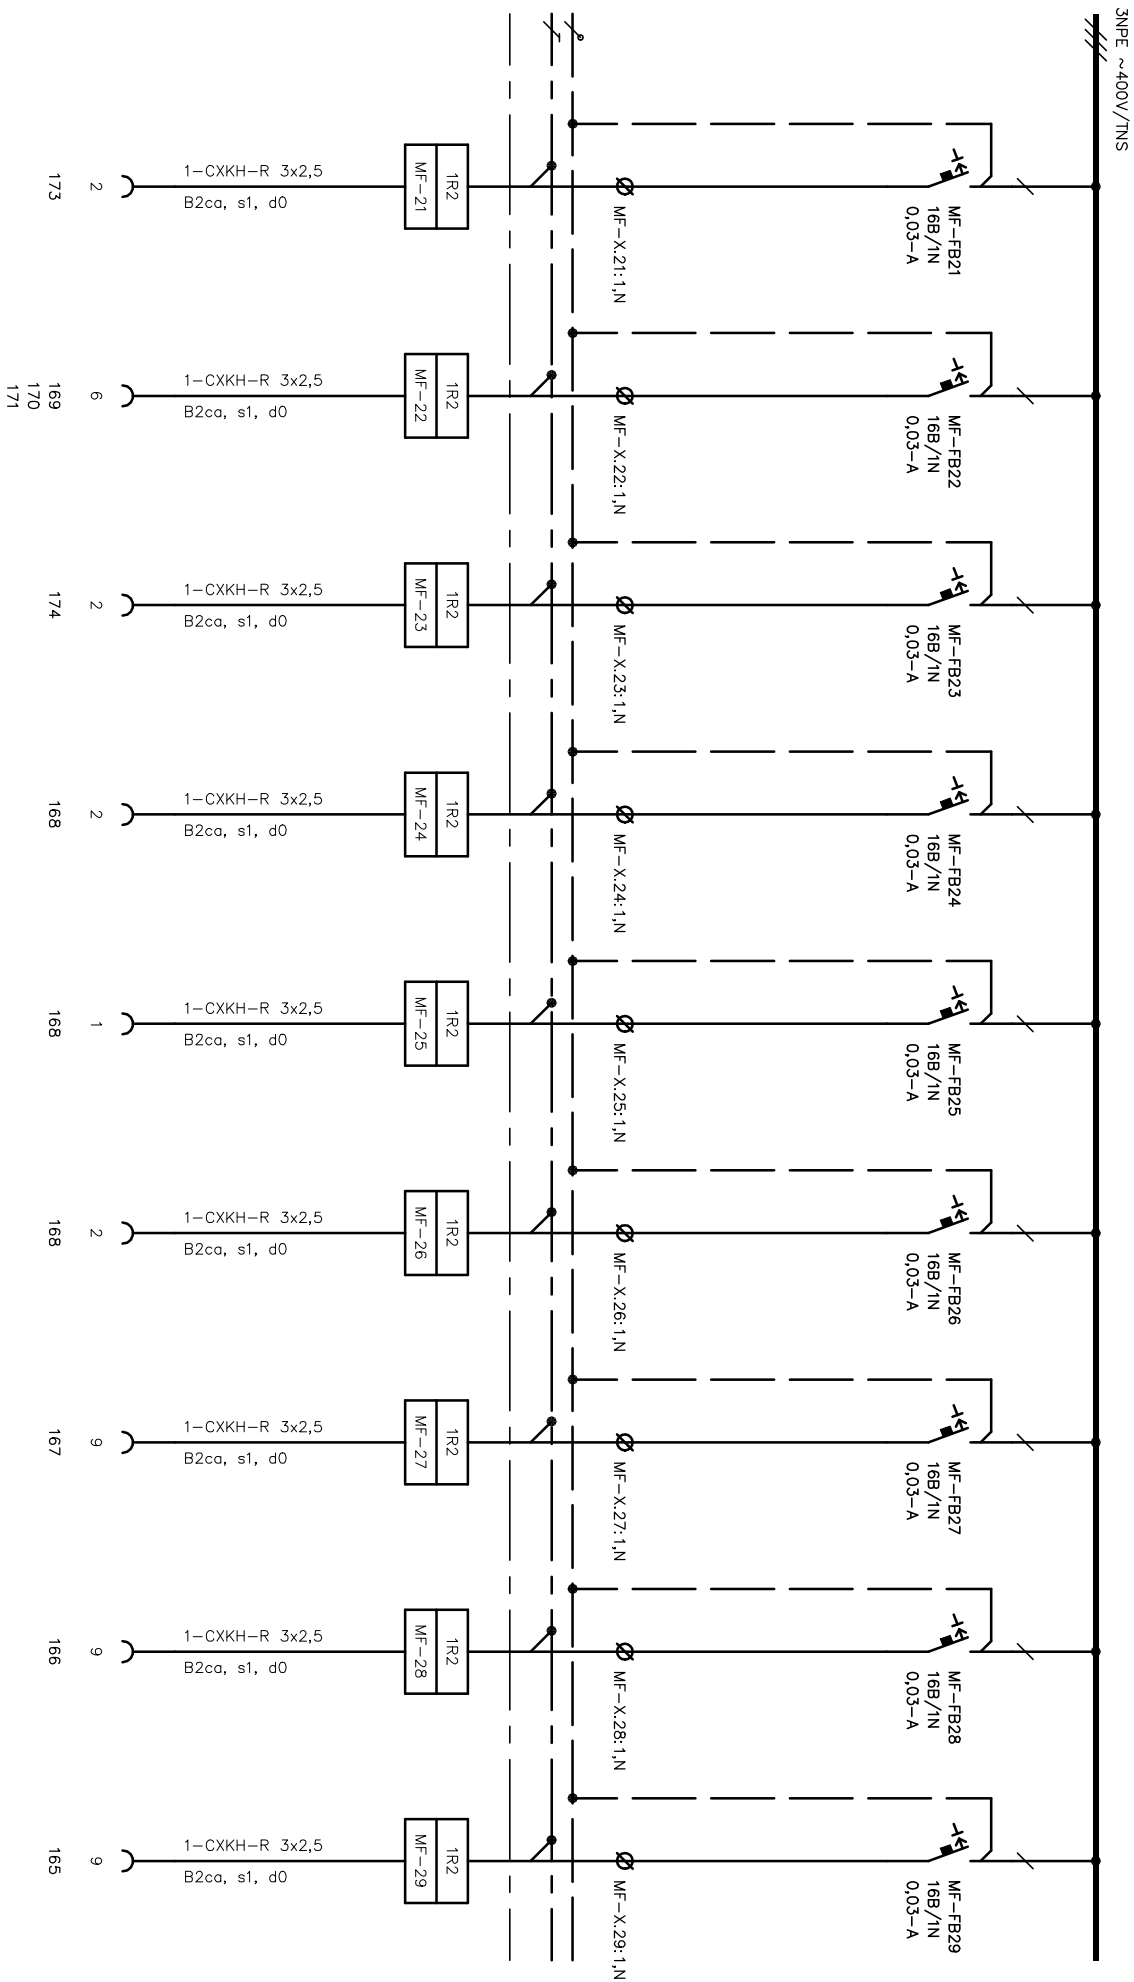 3NPE ~400V/TNS
MF-FB21
16B/1N
0,03-A
MF-X.21:1,N
1R2
MF-21
1-CXKH-R 3x2,5
B2ca, s1, d0
2
173
MF-FB22
16B/1N
0,03-A
MF-X.22:1,N
1R2
MF-22
1-CXKH-R 3x2,5
B2ca, s1, d0
6
169
170
171
MF-FB23
16B/1N
0,03-A
MF-X.23:1,N
1R2
MF-23
1-CXKH-R 3x2,5
B2ca, s1, d0
2
174
MF-FB24
16B/1N
0,03-A
MF-X.24:1,N
1R2
MF-24
1-CXKH-R 3x2,5
B2ca, s1, d0
2
168
MF-FB25
16B/1N
0,03-A
MF-X.25:1,N
1R2
MF-25
1-CXKH-R 3x2,5
B2ca, s1, d0
1
168
MF-FB26
16B/1N
0,03-A
MF-X.26:1,N
1R2
MF-26
1-CXKH-R 3x2,5
B2ca, s1, d0
2
168
MF-FB27
16B/1N
0,03-A
MF-X.27:1,N
1R2
MF-27
1-CXKH-R 3x2,5
B2ca, s1, d0
9
167
MF-FB28
16B/1N
0,03-A
MF-X.28:1,N
1R2
MF-28
1-CXKH-R 3x2,5
B2ca, s1, d0
9
166
MF-FB29
16B/1N
0,03-A
MF-X.29:1,N
1R2
MF-29
1-CXKH-R 3x2,5
B2ca, s1, d0
9
165